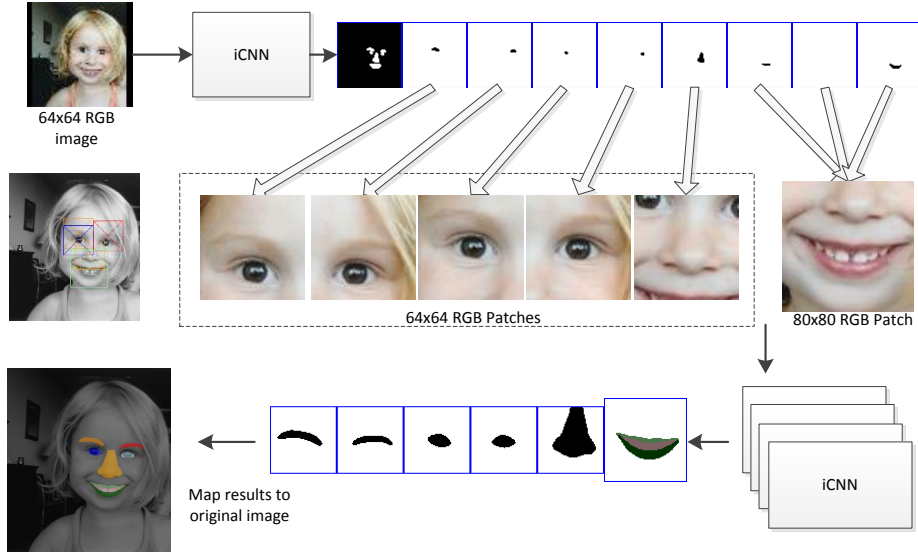 iCNN
64x64 RGB
image
64x64 RGB Patches
80x80 RGB Patch
iCNN
Map results to
original image